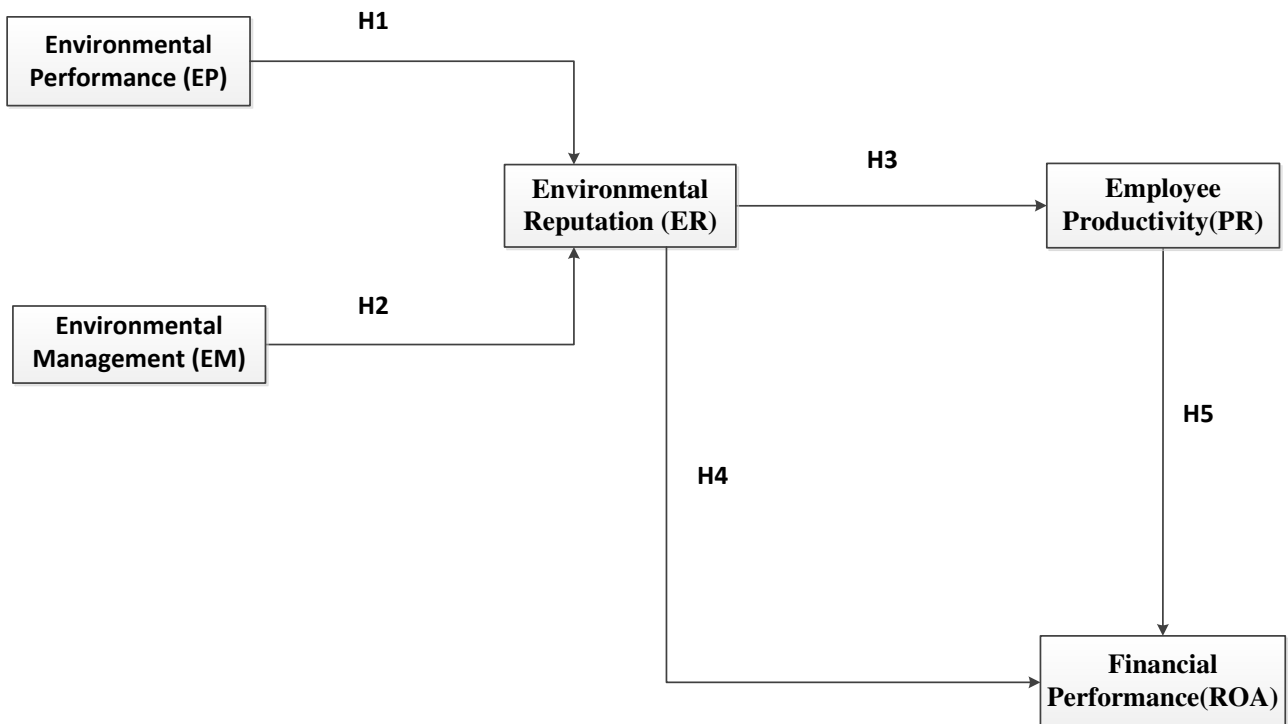 H1
Environmental
Performance (EP)
H3
Environmental
Reputation (ER)
Employee
Productivity(PR)
H2
Environmental
Management (EM)
H5
H4
Financial
Performance(ROA)